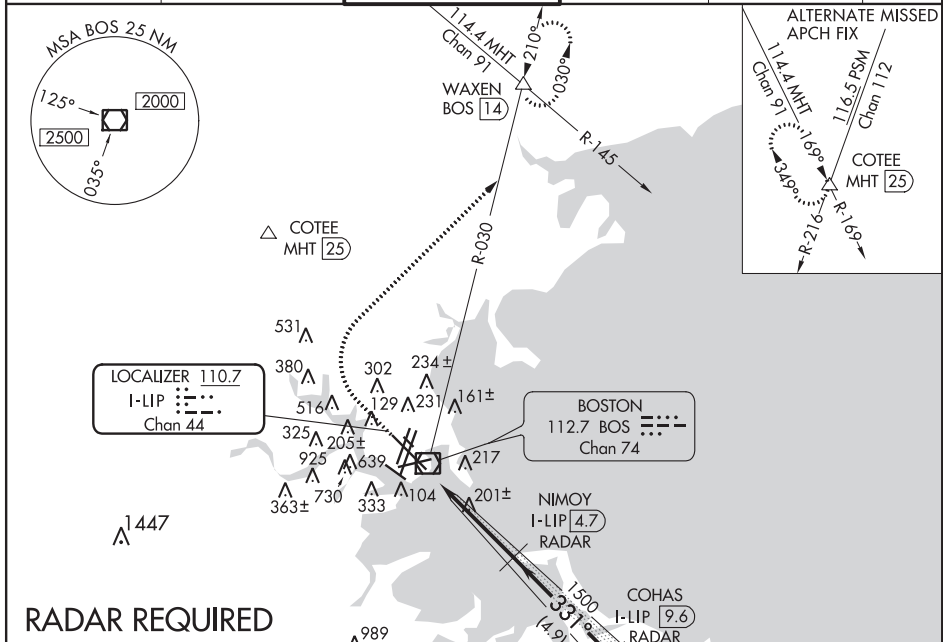 MSA BOS 25 NM
125°
2000
2500
035°
114.4 MHT
Chan 91
210°
030°
WAXEN
BOS 14
R-145
R-030
ALTERNATE MISSED
APCH FIX
114.4 MHT
Chan 91
116.5 PSM
Chan 112
169°
349°
COTEE
MHT 25
R-216
R-169
COTEE
MHT 25
531
380
302
234±
LOCALIZER 110.7
I-LIP
Chan 44
516
129
231
161±
325
205±
BOSTON
112.7 BOS
Chan 74
925
639
217
363±
730
333
104
201±
1447
NIMOY
I-LIP 4.7
RADAR
1500
331°
(4.9)
COHAS
I-LIP 9.6
RADAR
RADAR REQUIRED
989